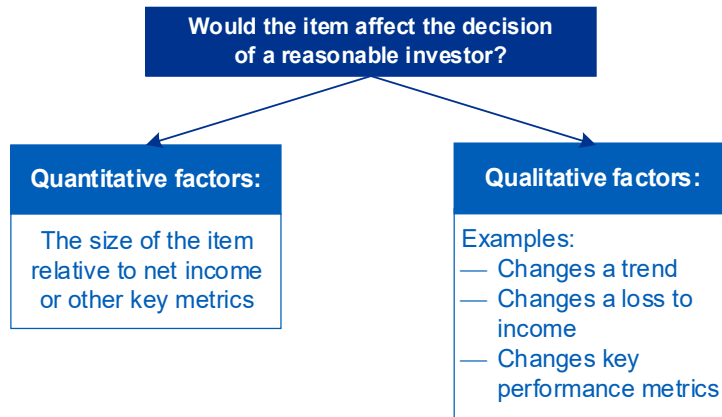 Would the item affect the decision
of a reasonable investor?
Quantitative factors:
The size of the item
relative to net income
or other key metrics
Qualitative factors:
Examples:
— Changes a trend
— Changes a loss to
income
— Changes key
performance metrics